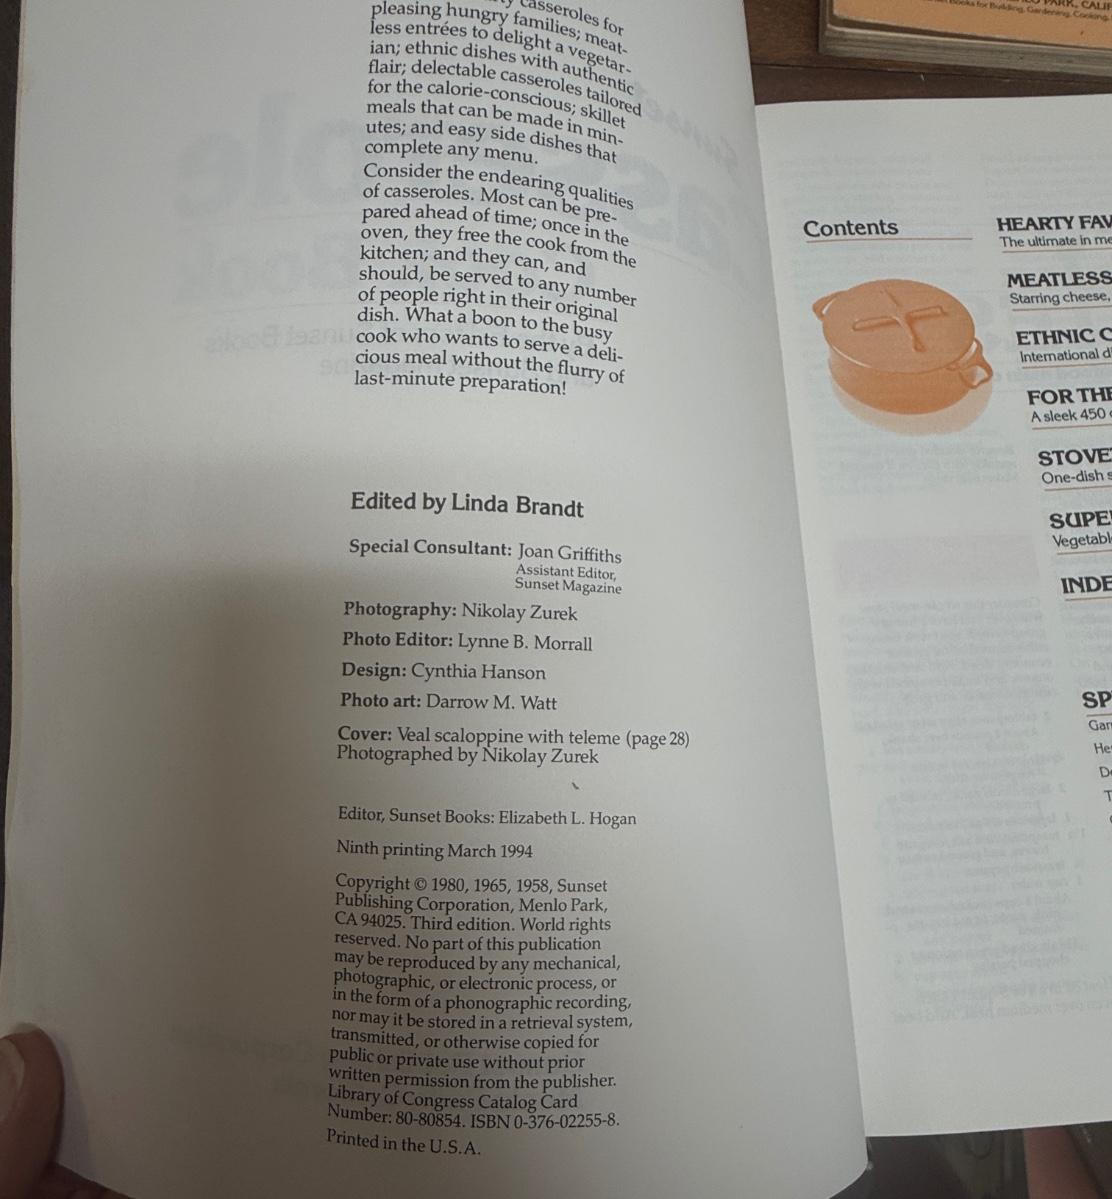 casseroles for
pleasing hungry families; meat-
less entrées to delight a vegetar-
ian; ethnic dishes with authentic
flair; delectable casseroles tailored
for the calorie-conscious; skillet
meals that can be made in min-
utes; and easy side dishes that
complete any menu.
Consider the endearing qualities
of casseroles. Most can be pre-
pared ahead of time; once in the
oven, they free the cook from the
kitchen; and they can, and
should, be served to any number
of people right in their original
dish. What a boon to the busy
cook who wants to serve a deli-
cious meal without the flurry of
last-minute preparation!
Edited by Linda Brandt
Special Consultant: Joan Griffiths
Assistant Editor,
Sunset Magazine
Photography: Nikolay Zurek
Photo Editor: Lynne B. Morrall
Design: Cynthia Hanson
Photo art: Darrow M. Watt
Cover: Veal scaloppine with teleme (page 28)
Photographed by Nikolay Zurek
Editor, Sunset Books: Elizabeth L. Hogan
Ninth printing March 1994
Copyright © 1980, 1965, 1958, Sunset
Publishing Corporation, Menlo Park,
CA 94025. Third edition. World rights
reserved. No part of this publication
may be reproduced by any mechanical,
photographic, or electronic process, or
in the form of a phonographic recording,
nor may it be stored in a retrieval system,
transmitted, or otherwise copied for
public or private use without prior
written permission from the publisher.
Library of Congress Catalog Card
Number: 80-80854. ISBN 0-376-02255-8.
Printed in the U.S.A.
PARK, CALIF
Books for Building, Gardening, Cooking,
Contents
HEARTY FAV
The ultimate in me
MEATLESS
Starring cheese,
ETHNIC C
International d
FOR THE
A sleek 450
STOVE
One-dish s
SUPE
Vegetabl
INDE
SP
Gar
He
D
T